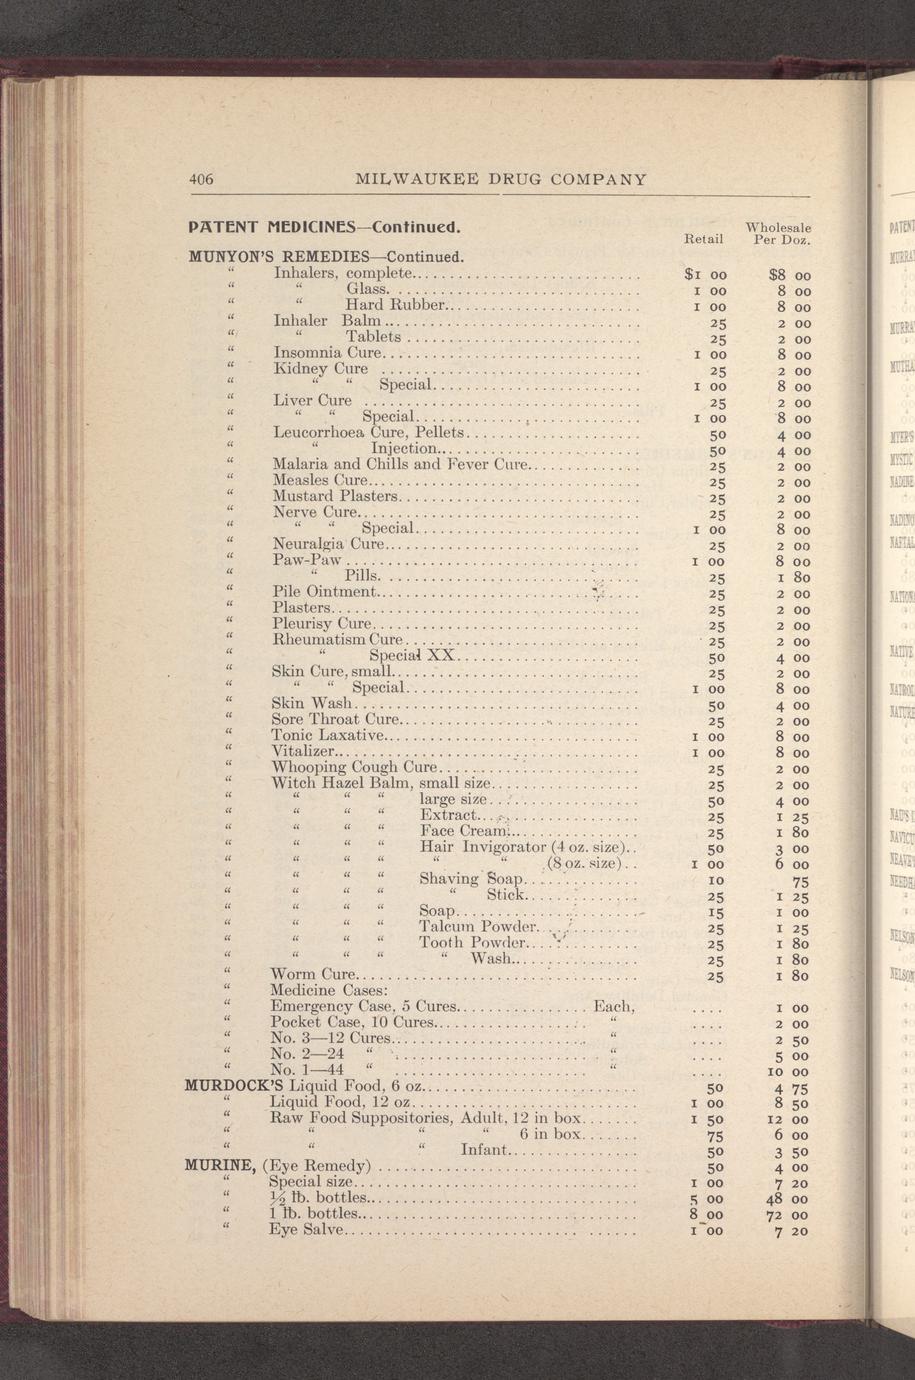 406 MILWAUKEE DRUG COMPANY
PATENT MEDICINES—Continued. Retail Wholesale Per Doz.
MUNYON'S REMEDIES—Continued.
“ Inhalers, complete............................ $1 00 $8 00
“ “ Glass. ............................. 1 00 8 00
“ “ Hard Rubber........................ 1 00 8 00
“ Inhaler Balm............................... 25 2 00
“ “ Tablets ............................ 25 2 00
“ Insomnia Cure............................... 1 00 8 00
“ Kidney Cure ............................... 25 2 00
“ “ “ Special......................... 1 00 8 00
“ Liver Cure ................................. 25 2 00
“ “ “ Special........................... 1 00 8 00
“ Leucorrhoea Cure, Pellets..................... 50 4 00
“ “ Injection........................ 50 4 00
“ Malaria and Chills and Fever Cure.............. 25 2 00
“ Measles Cure................................. 25 2 00
“ Mustard Plasters............................. 25 2 00
“ Nerve Cure.................................. 25 2 00
“ “ “ Special........................... 1 00 8 00
“ Neuralgia Cure............................... 25 2 00
“ Paw-Paw ................................... 1 00 8 00
“ “ Pills. ............................... 25 1 80
“ Pile Ointment................................ 25 2 00
“ Plasters..................................... 25 2 00
“ Pleurisy Cure................................ 25 2 00
“ Rheumatism Cure............................ 25 2 00
“ “ Special XX...................... 50 4 00
“ Skin Cure, small.............................. 25 2 00
“ “ “ Special............................ 1 00 8 00
“ Skin Wash.................................. 50 4 00
“ Sore Throat Cure............................. 25 2 00
“ Tonic Laxative............................... 1 00 8 00
“ Vitalizer..................................... 1 00 8 00
“ Whooping Cough Cure........................ 25 2 00
“ Witch Hazel Balm, small size.................. 25 2 00
“ “ “ “ large size.................. 50 4 00
“ “ “ “ Extract................... 25 1 25
“ “ “ “ Face Cream................ 25 1 80
“ “ “ “ Hair Invigorator (4 oz. size).. 50 3 00
“ “ “ “ “ “ (8 oz. size).. 1 00 6 00
“ “ “ “ Shaving Soap.............. 10 75
“ “ “ “ “ Stick.............. 25 1 25
“ “ “ “ Soap...................... 15 1 00
“ “ “ “ Talcum Powder............ 25 1 25
“ “ “ “ Tooth Powder............. 25 1 80
“ “ “ “ “ Wash............... 25 1 80
“ Worm Cure.................................. 25 1 80
“ Medicine Cases:
“ Emergency Case, 5 Cures................ Each, .... 1 00
“ Pocket Case, 10 Cures.................. “ .... 2 00
“ No. 3—12 Cures....................... “ .... 2 50
“ No. 2—24 “ ....................... “ .... 5 00
“ No. 1—44 “ ....................... “ .... 10 00
MURDOCK'S Liquid Food, 6 oz......................... 50 4 75
“ Liquid Food, 12 oz........................... 1 00 8 50
“ Raw Food Suppositories, Adult, 12 in box....... 1 50 12 00
“ “ “ “ 6 in box....... 75 6 00
“ “ “ Infant............... 50 3 50
MURINE, (Eye Remedy) ............................... 50 4 00
“ Special size.................................. 1 00 7 20
“ ½ lb. bottles................................ 5 00 48 00
“ 1 lb. bottles................................. 8 00 72 00
“ Eye Salve................................... 1 00 7 20
PATENT
MURRA
MURRA
MUTHA
MYER'S
MYSTIC
NADINE
NADINO
NAFTAL
NATION
NATIVE
NATROL
NATURE
NAVICU
NEAVE'
NEEDH
NELSON
NELSON